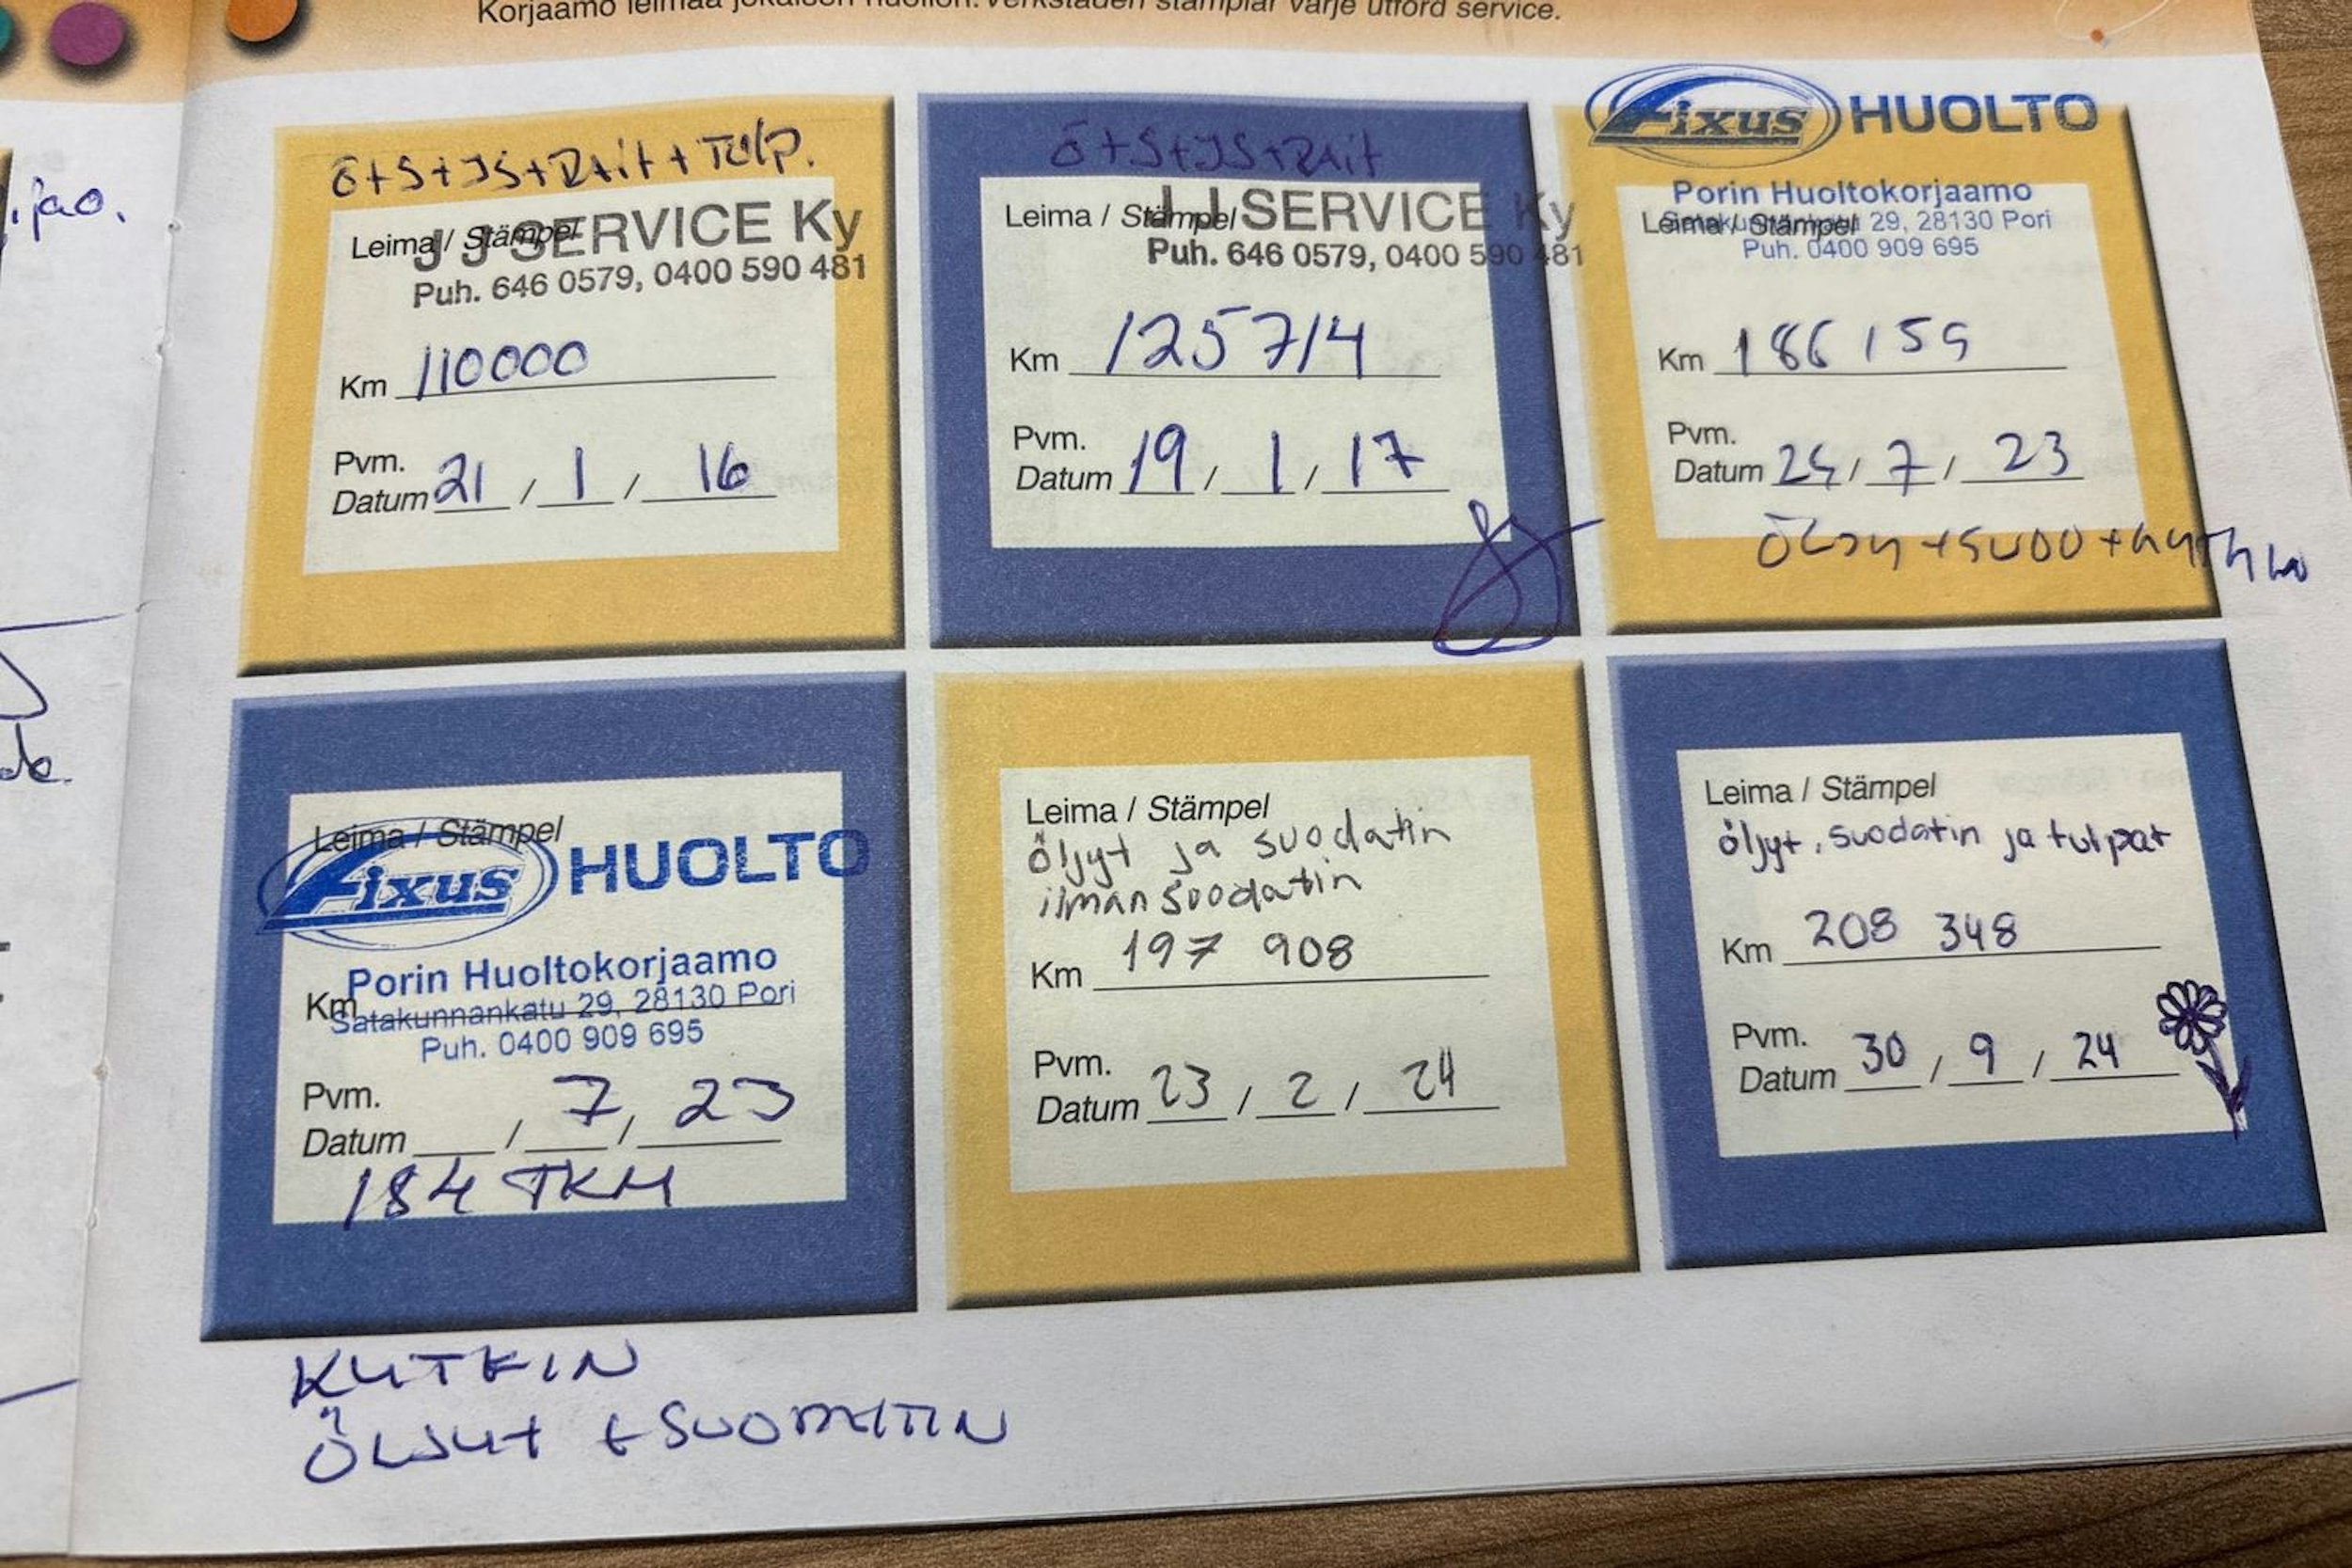 Korjaamo leimaa jokaisen huollon. Verkstaden stämplar varje utförd service.
Ö+S+JS+RAit+TUlP.
Leima / Stämpel
J J SERVICE Ky
Puh. 646 0579, 0400 590 481
Km 110000
Pvm.
Datum 21 / 1 / 16
Ö+S+JS+RAit
Leima / Stämpel
J J SERVICE Ky
Puh. 646 0579, 0400 590 481
Km 125714
Pvm.
Datum 19 / 1 / 17
Fixus HUOLTO
Porin Huoltokorjaamo
Leima / Stämpel
Satakunnankatu 29, 28130 Pori
Puh. 0400 909 695
Km 186159
Pvm.
Datum / 7 / 23
Leima / Stämpel
Fixus HUOLTO
Porin Huoltokorjaamo
Km
Satakunnankatu 29, 28130 Pori
Puh. 0400 909 695
Pvm.
Datum / 7 / 23
184 TKM
KYTKIN
ÖLJYt + SUODATIN
Leima / Stämpel
öljyt ja suodatin
ilmansuodatin
Km 197 908
Pvm.
Datum 23 / 2 / 24
Leima / Stämpel
öljyt, suodatin ja tulpat
Km 208 348
Pvm.
Datum 30 / 9 / 24